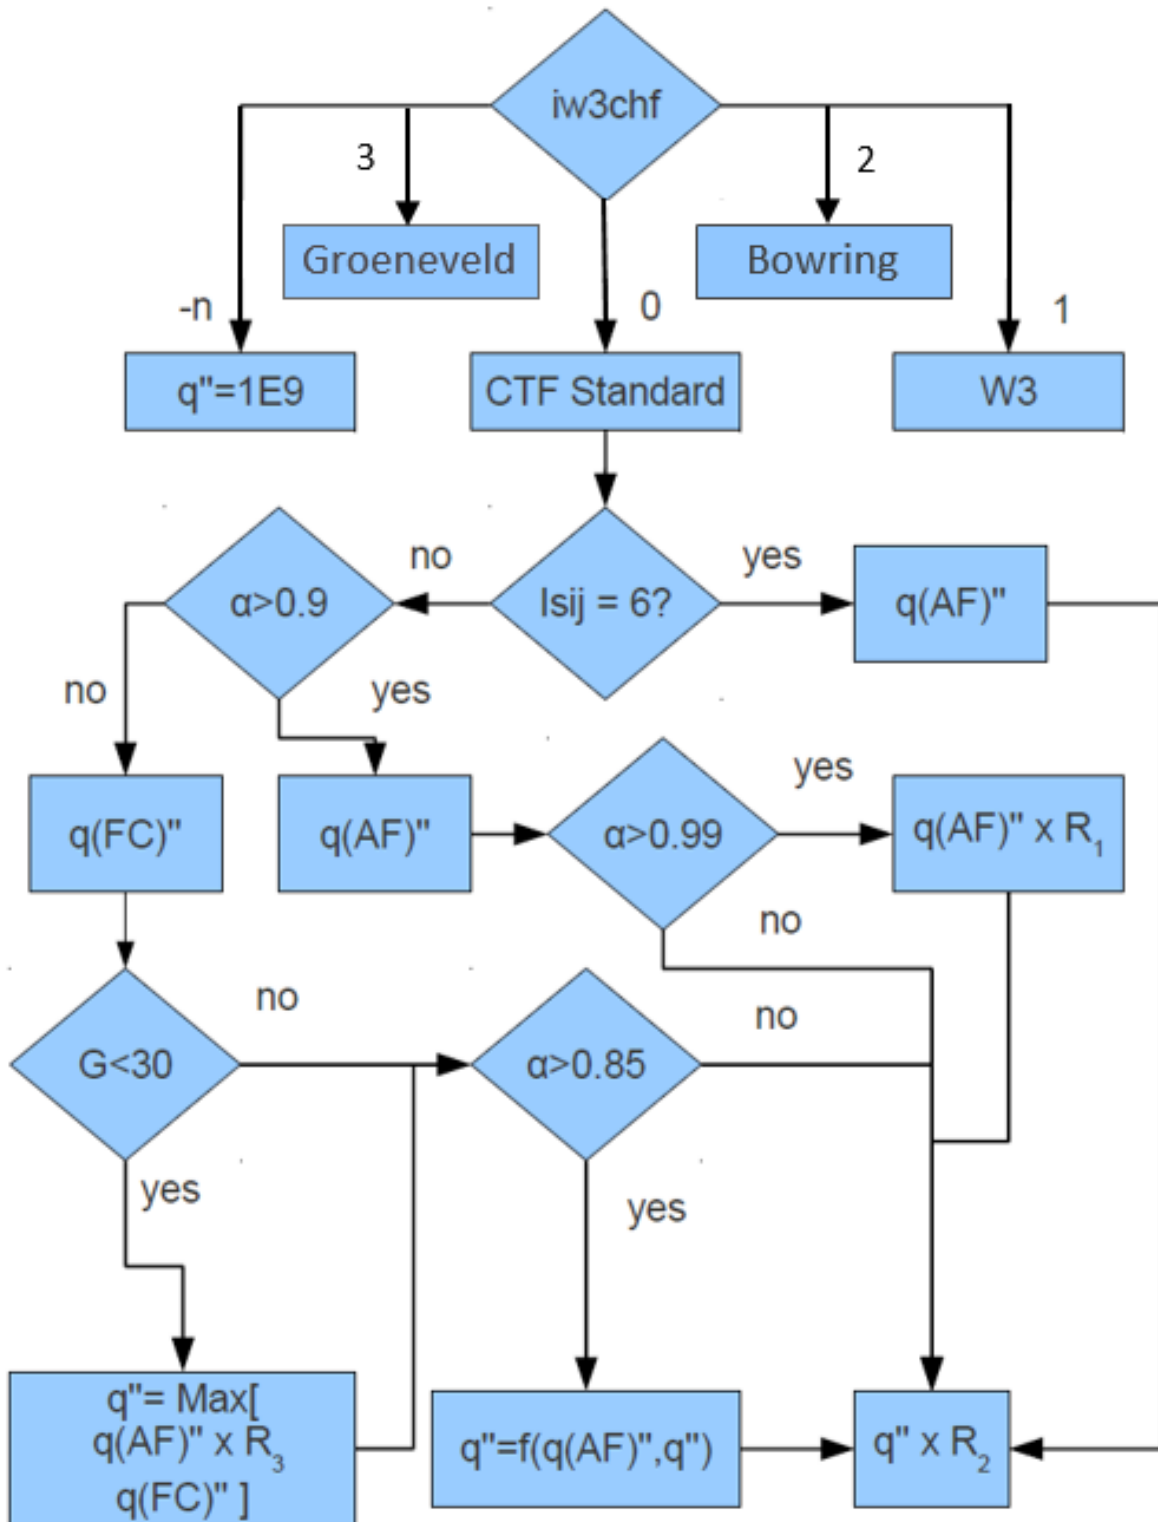 iw3chf
3
2
Groeneveld
Bowring
-n
0
1
q"=1E9
CTF Standard
W3
no
yes
α>0.9
Isij = 6?
q(AF)"
no
yes
yes
q(FC)"
q(AF)"
α>0.99
q(AF)" x R₁
no
no
no
G<30
α>0.85
yes
yes
q"= Max[
q(AF)" x R₃
q(FC)" ]
q"=f(q(AF)",q")
q" x R₂